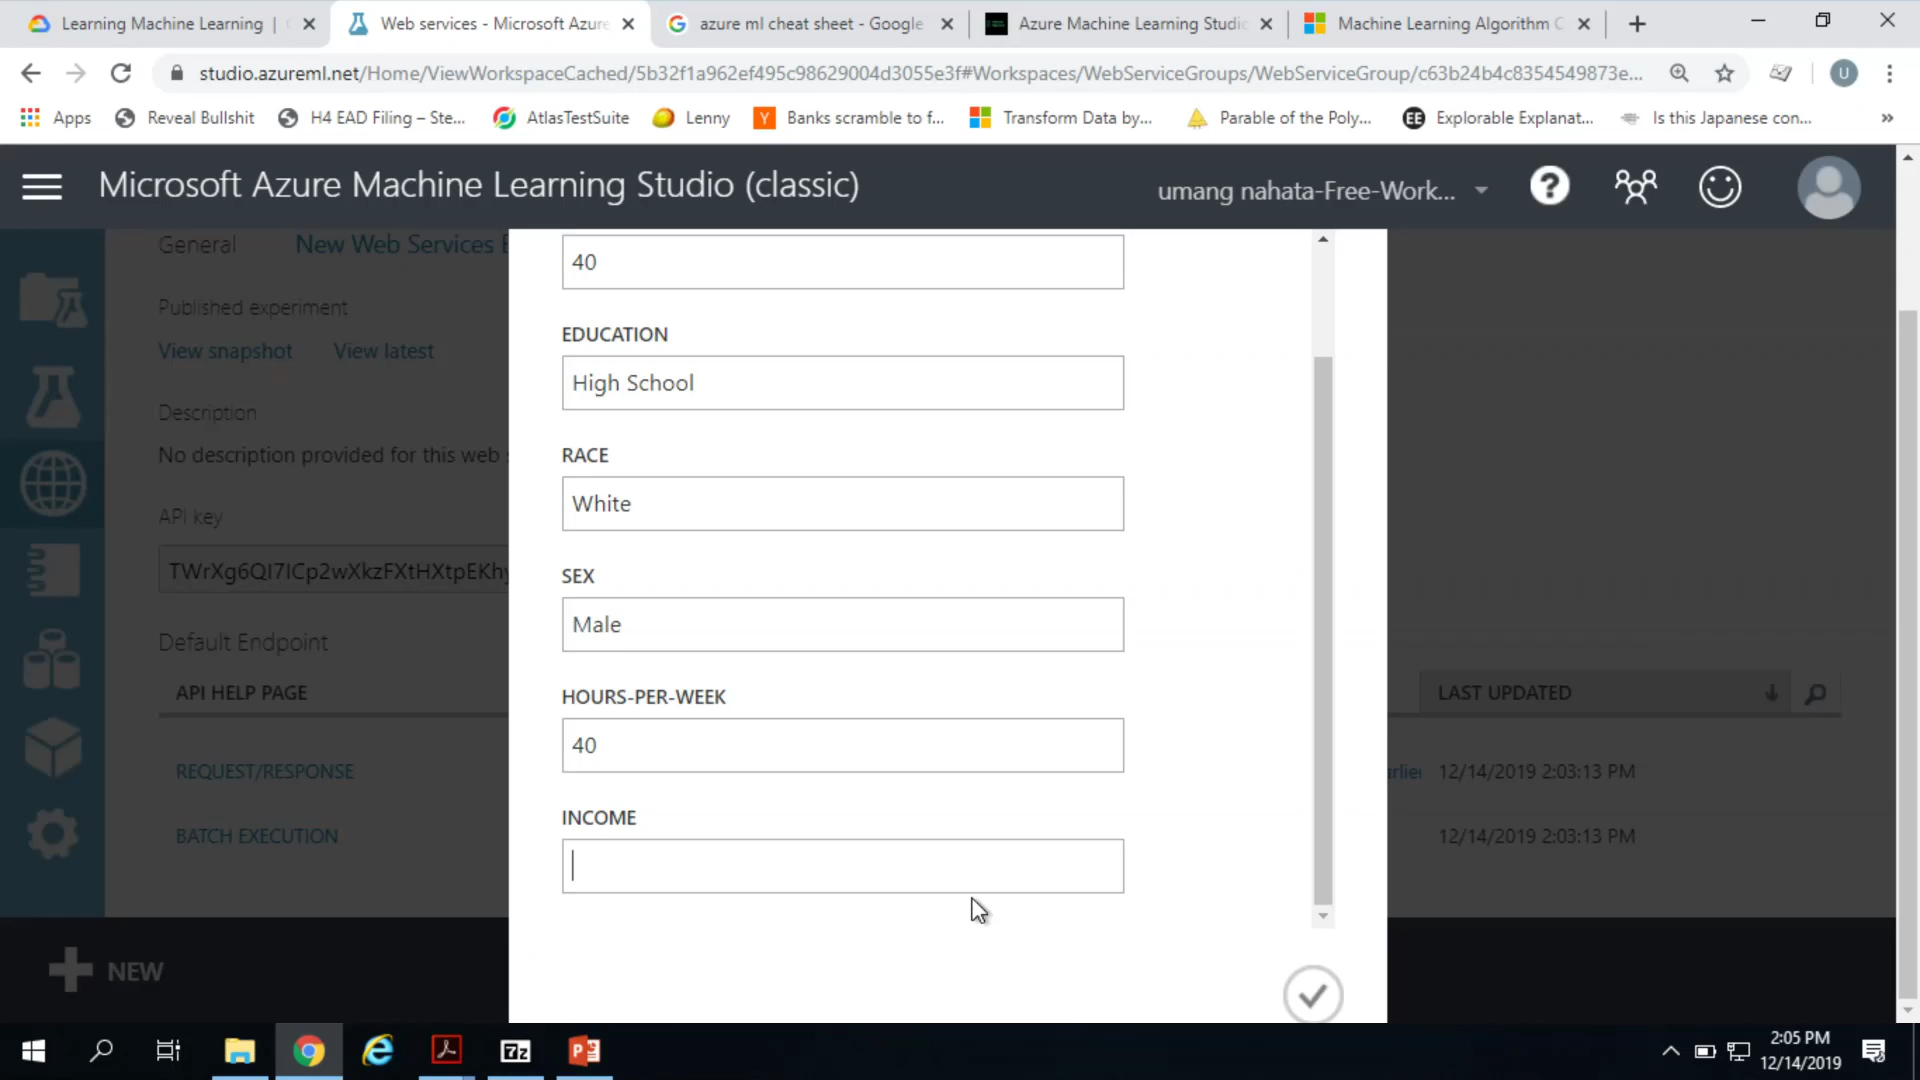 Learning Machine Learning |
Web services - Microsoft Azure
azure ml cheat sheet - Google
Azure Machine Learning Studio
Machine Learning Algorithm C
studio.azureml.net/Home/ViewWorkspaceCached/5b32f1a962ef495c98629004d3055e3f#Workspaces/WebServiceGroups/WebServiceGroup/c63b24b4c8354549873e...
U
Apps
Reveal Bullshit
H4 EAD Filing – Ste...
AtlasTestSuite
Lenny
Y
Banks scramble to f...
Transform Data by...
Parable of the Poly...
EE
Explorable Explanat...
Is this Japanese con...
»
Microsoft Azure Machine Learning Studio (classic)
umang nahata-Free-Work...
General
New Web Services E
Published experiment
View snapshot
View latest
Description
No description provided for this web s
API key
TWrXg6QI7ICp2wXkzFXtHXtpEKhy
Default Endpoint
API HELP PAGE
LAST UPDATED
REQUEST/RESPONSE
arlier
12/14/2019 2:03:13 PM
BATCH EXECUTION
12/14/2019 2:03:13 PM
40
EDUCATION
High School
RACE
White
SEX
Male
HOURS-PER-WEEK
40
INCOME
NEW
7z
2:05 PM
12/14/2019